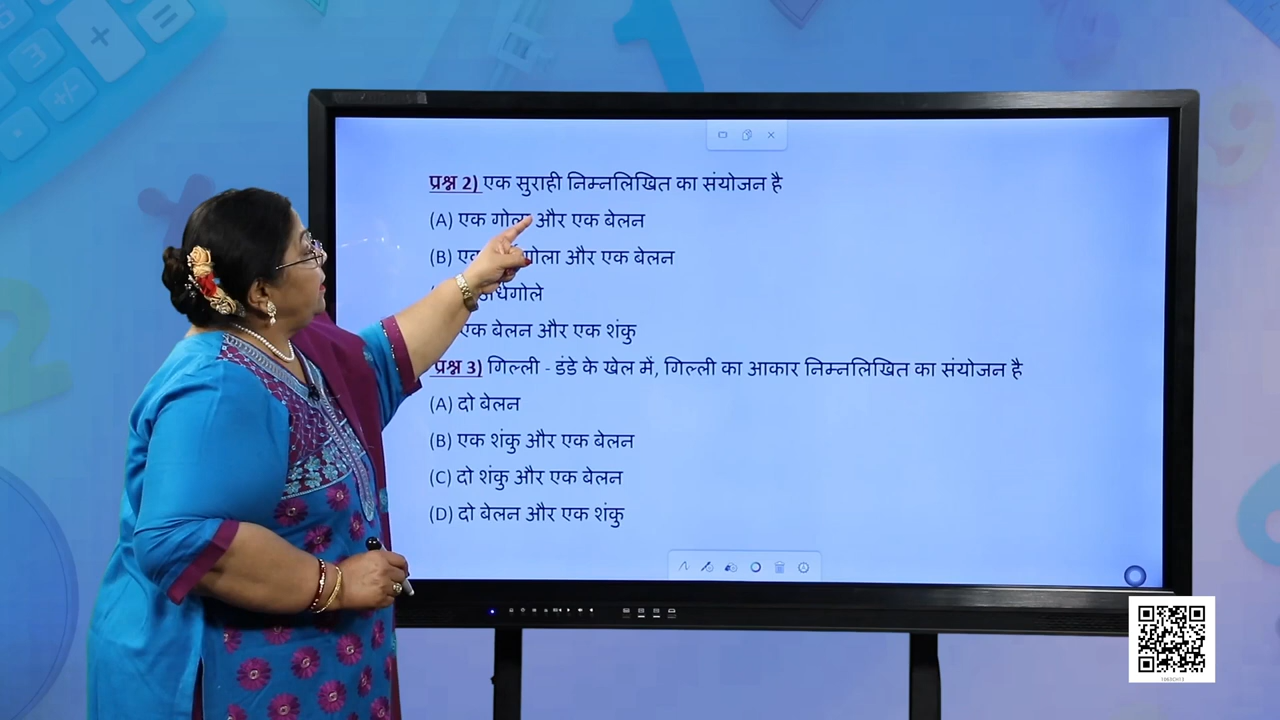 प्रश्न 2) एक सुराही निम्नलिखित का संयोजन है
(A) एक गोला और एक बेलन
(B) गोला और एक बेलन
अर्धगोले
एक बेलन और एक शंकु
प्रश्न 3) गिल्ली - डंडे के खेल में, गिल्ली का आकार निम्नलिखित का संयोजन है
(A) दो बेलन
(B) एक शंकु और एक बेलन
(C) दो शंकु और एक बेलन
(D) दो बेलन और एक शंकु